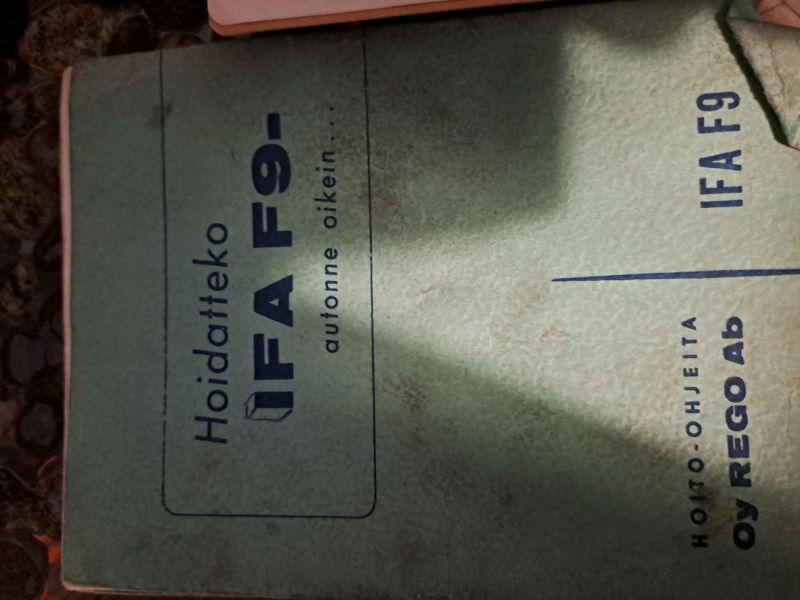 Hoidatteko
IFA F9-
autonne oikein...
HOITO-OHJEITA
Oy REGO Ab
IFA F9